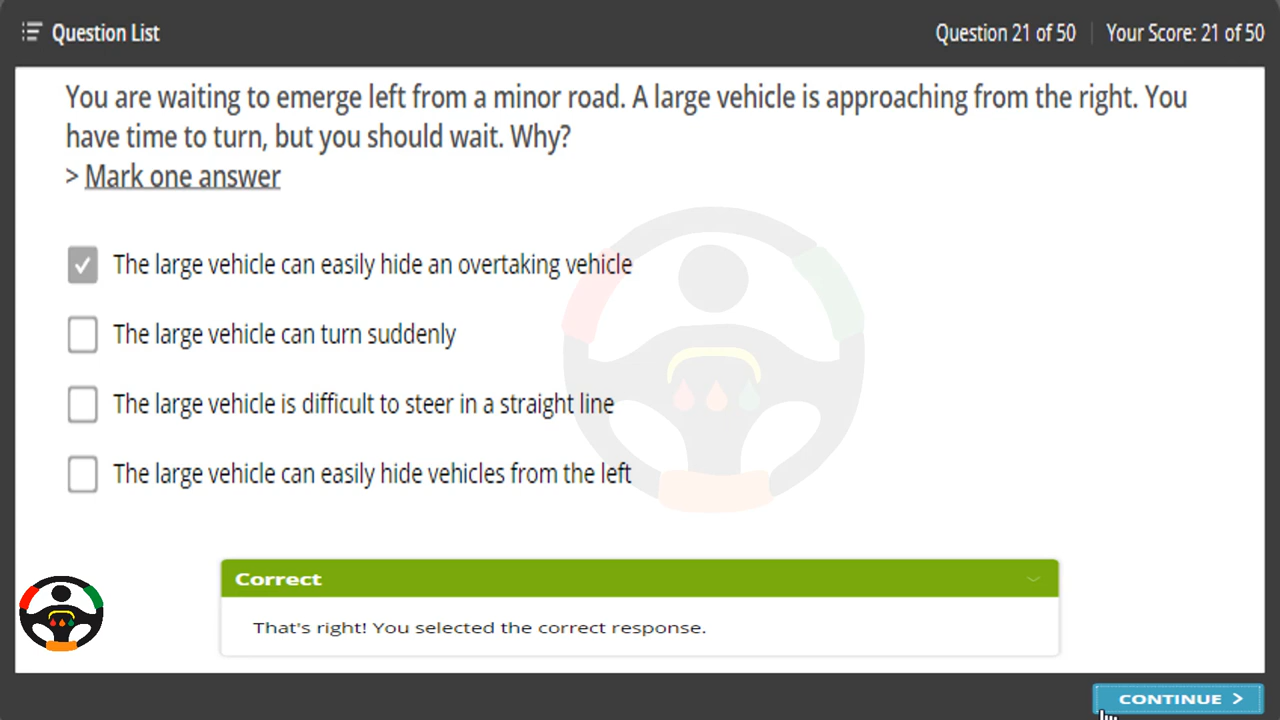 Question List
Question 21 of 50
Your Score: 21 of 50
You are waiting to emerge left from a minor road. A large vehicle is approaching from the right. You
have time to turn, but you should wait. Why?
> Mark one answer
The large vehicle can easily hide an overtaking vehicle
The large vehicle can turn suddenly
The large vehicle is difficult to steer in a straight line
The large vehicle can easily hide vehicles from the left
Correct
That's right! You selected the correct response.
CONTINUE >